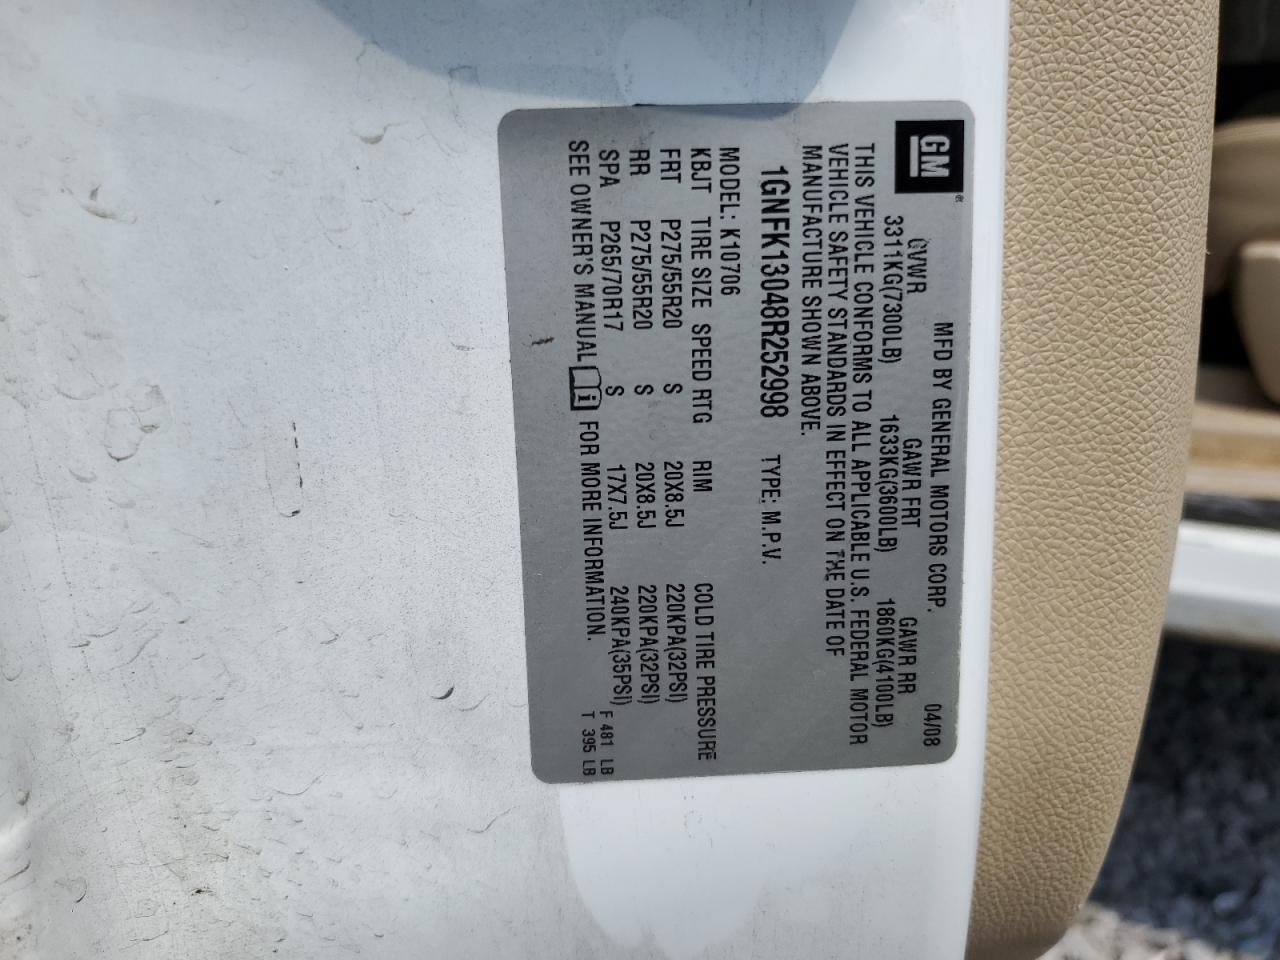 GM
MFD BY GENERAL MOTORS CORP. 04/08
GVWR GAWR FRT GAWR RR
3311KG(7300LB) 1633KG(3600LB) 1860KG(4100LB)
THIS VEHICLE CONFORMS TO ALL APPLICABLE U.S. FEDERAL MOTOR
VEHICLE SAFETY STANDARDS IN EFFECT ON THE DATE OF
MANUFACTURE SHOWN ABOVE.
1GNFK13048R252998 TYPE: M.P.V.
MODEL: K10706
KBJT TIRE SIZE SPEED RTG RIM COLD TIRE PRESSURE
FRT P275/55R20 S 20X8.5J 220KPA(32PSI)
RR P275/55R20 S 20X8.5J 220KPA(32PSI)
SPA P265/70R17 S 17X7.5J 240KPA(35PSI) F 481 LB
SEE OWNER'S MANUAL i FOR MORE INFORMATION. T 395 LB